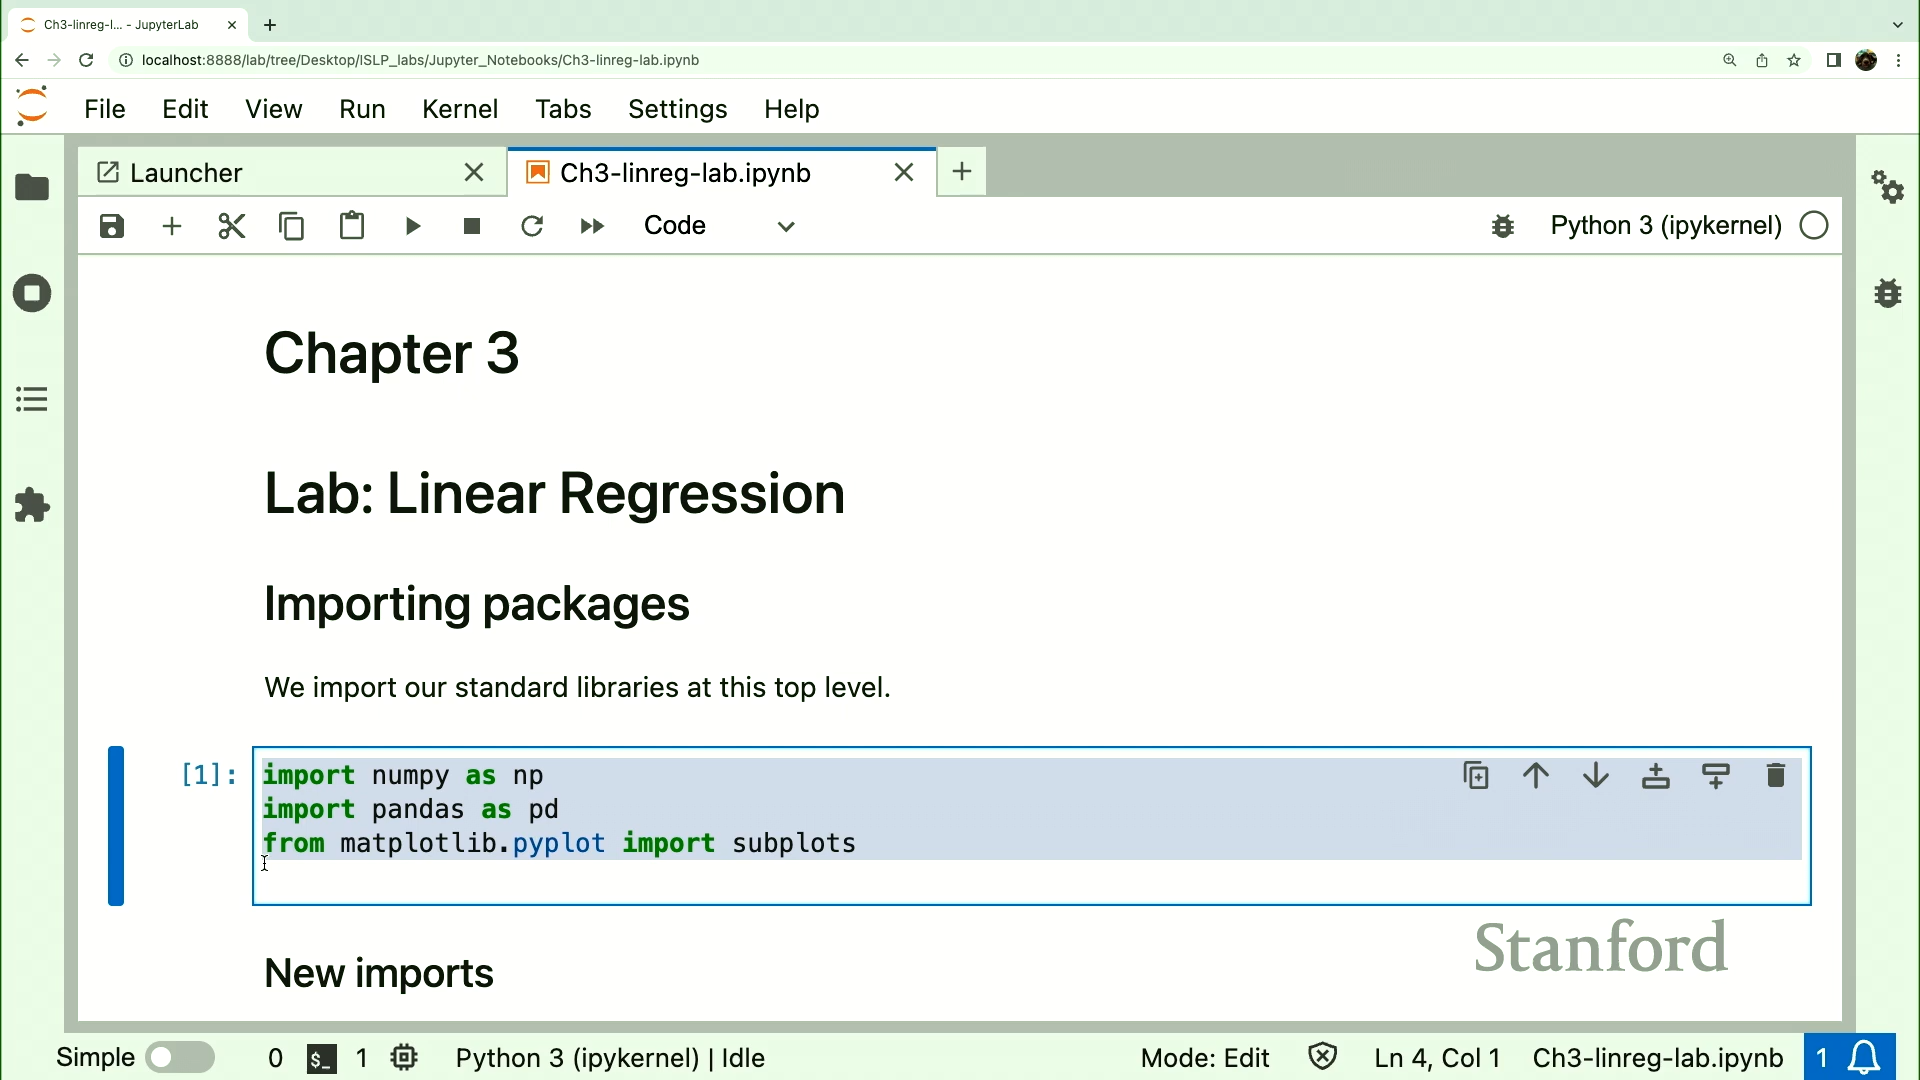 Ch3-linreg-l... - JupyterLab
localhost:8888/lab/tree/Desktop/ISLP_labs/Jupyter_Notebooks/Ch3-linreg-lab.ipynb
File Edit View Run Kernel Tabs Settings Help
Launcher Ch3-linreg-lab.ipynb
Code Python 3 (ipykernel)
Chapter 3
Lab: Linear Regression
Importing packages
We import our standard libraries at this top level.
[1]: import numpy as np
import pandas as pd
from matplotlib.pyplot import subplots
Stanford
New imports
Simple 0 $_ 1 Python 3 (ipykernel) | Idle Mode: Edit Ln 4, Col 1 Ch3-linreg-lab.ipynb 1